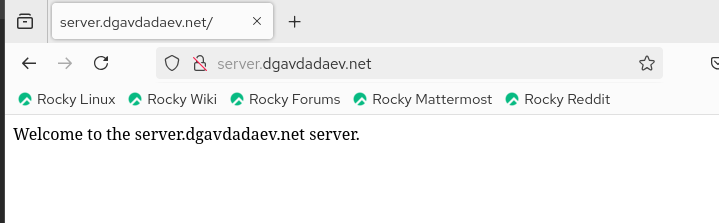 server.dgavdadaev.net/
server.dgavdadaev.net
Rocky Linux Rocky Wiki Rocky Forums Rocky Mattermost Rocky Reddit
Welcome to the server.dgavdadaev.net server.